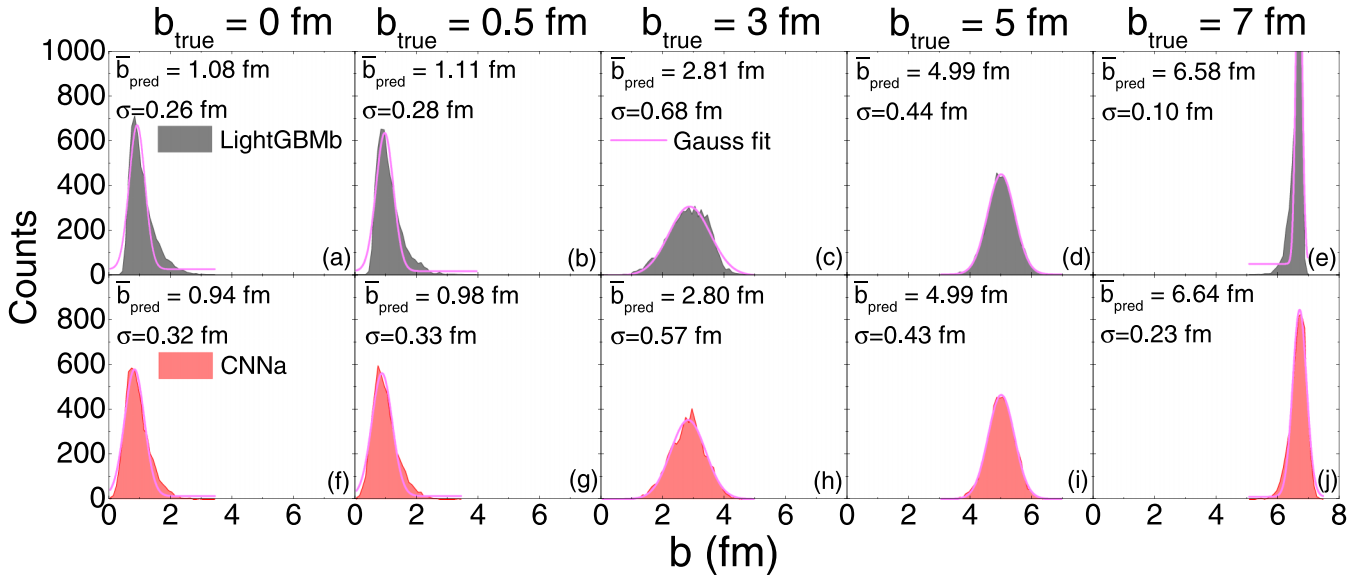 b_true = 0 fm
b_true = 0.5 fm
b_true = 3 fm
b_true = 5 fm
b_true = 7 fm
1000
800
600
400
200
0
b̅_pred = 1.08 fm
σ=0.26 fm
LightGBMb
(a)
b̅_pred = 1.11 fm
σ=0.28 fm
(b)
b̅_pred = 2.81 fm
σ=0.68 fm
Gauss fit
(c)
b̅_pred = 4.99 fm
σ=0.44 fm
(d)
b̅_pred = 6.58 fm
σ=0.10 fm
(e)
Counts
800
600
400
200
0
b̅_pred = 0.94 fm
σ=0.32 fm
CNNa
(f)
b̅_pred = 0.98 fm
σ=0.33 fm
(g)
b̅_pred = 2.80 fm
σ=0.57 fm
(h)
b̅_pred = 4.99 fm
σ=0.43 fm
(i)
b̅_pred = 6.64 fm
σ=0.23 fm
(j)
0 2 4 6 0 2 4 6 0 2 4 6 0 2 4 6 0 2 4 6 8
b (fm)